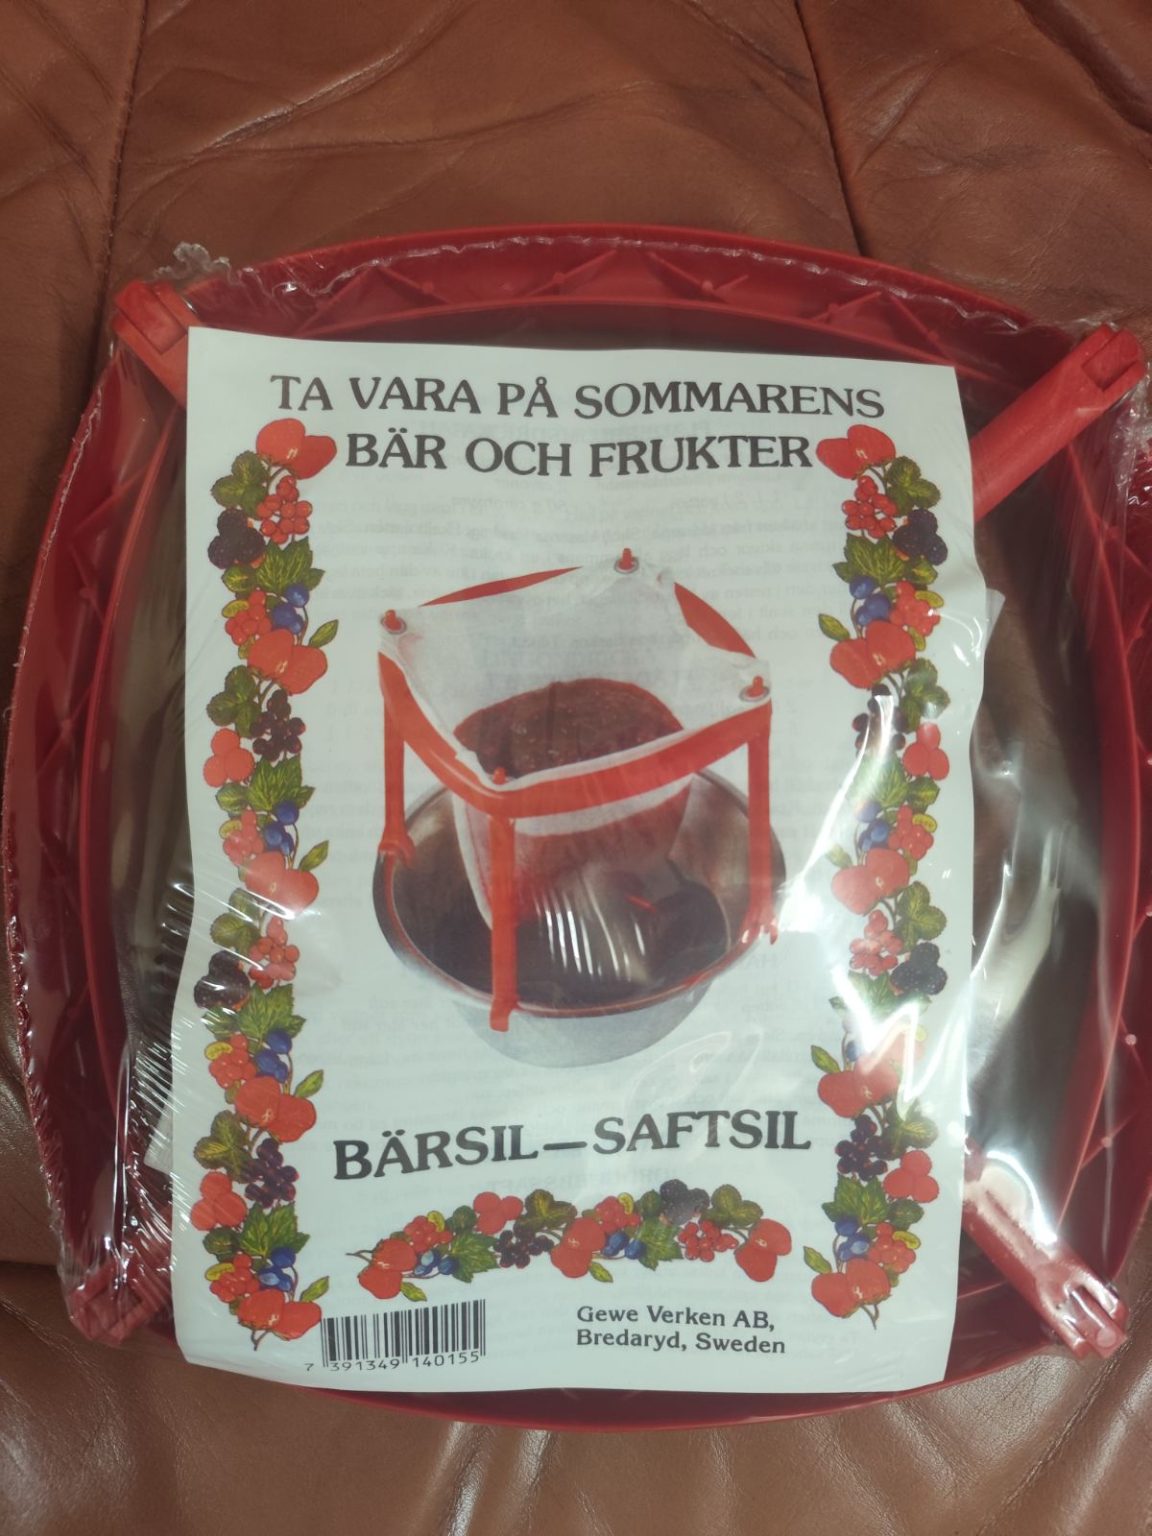 TA VARA PÅ SOMMARENS
BÄR OCH FRUKTER
BÄRSIL—SAFTSIL
Gewe Verken AB,
Bredaryd, Sweden
7 391349 140155